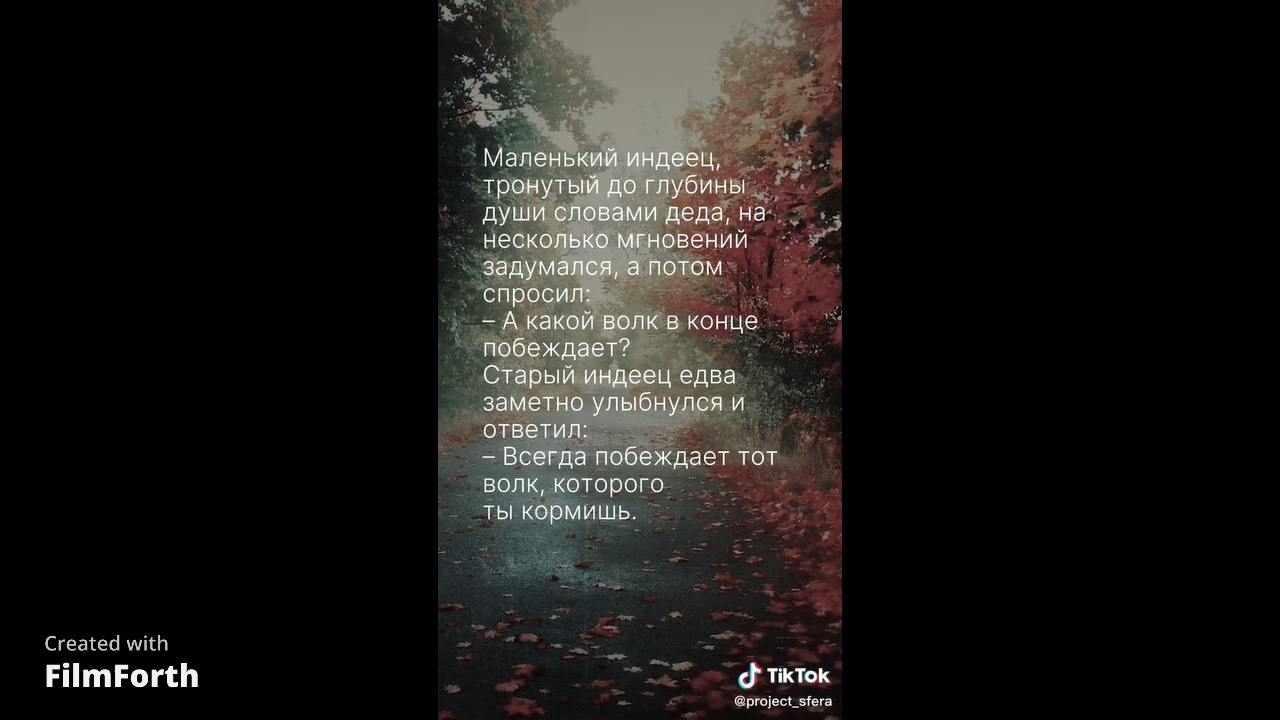 Маленький индеец,
тронутый до глубины
души словами деда, на
несколько мгновений
задумался, а потом
спросил:
– А какой волк в конце
побеждает?
Старый индеец едва
заметно улыбнулся и
ответил:
– Всегда побеждает тот
волк, которого
ты кормишь.
Created with
FilmForth
TikTok
@project_sfera